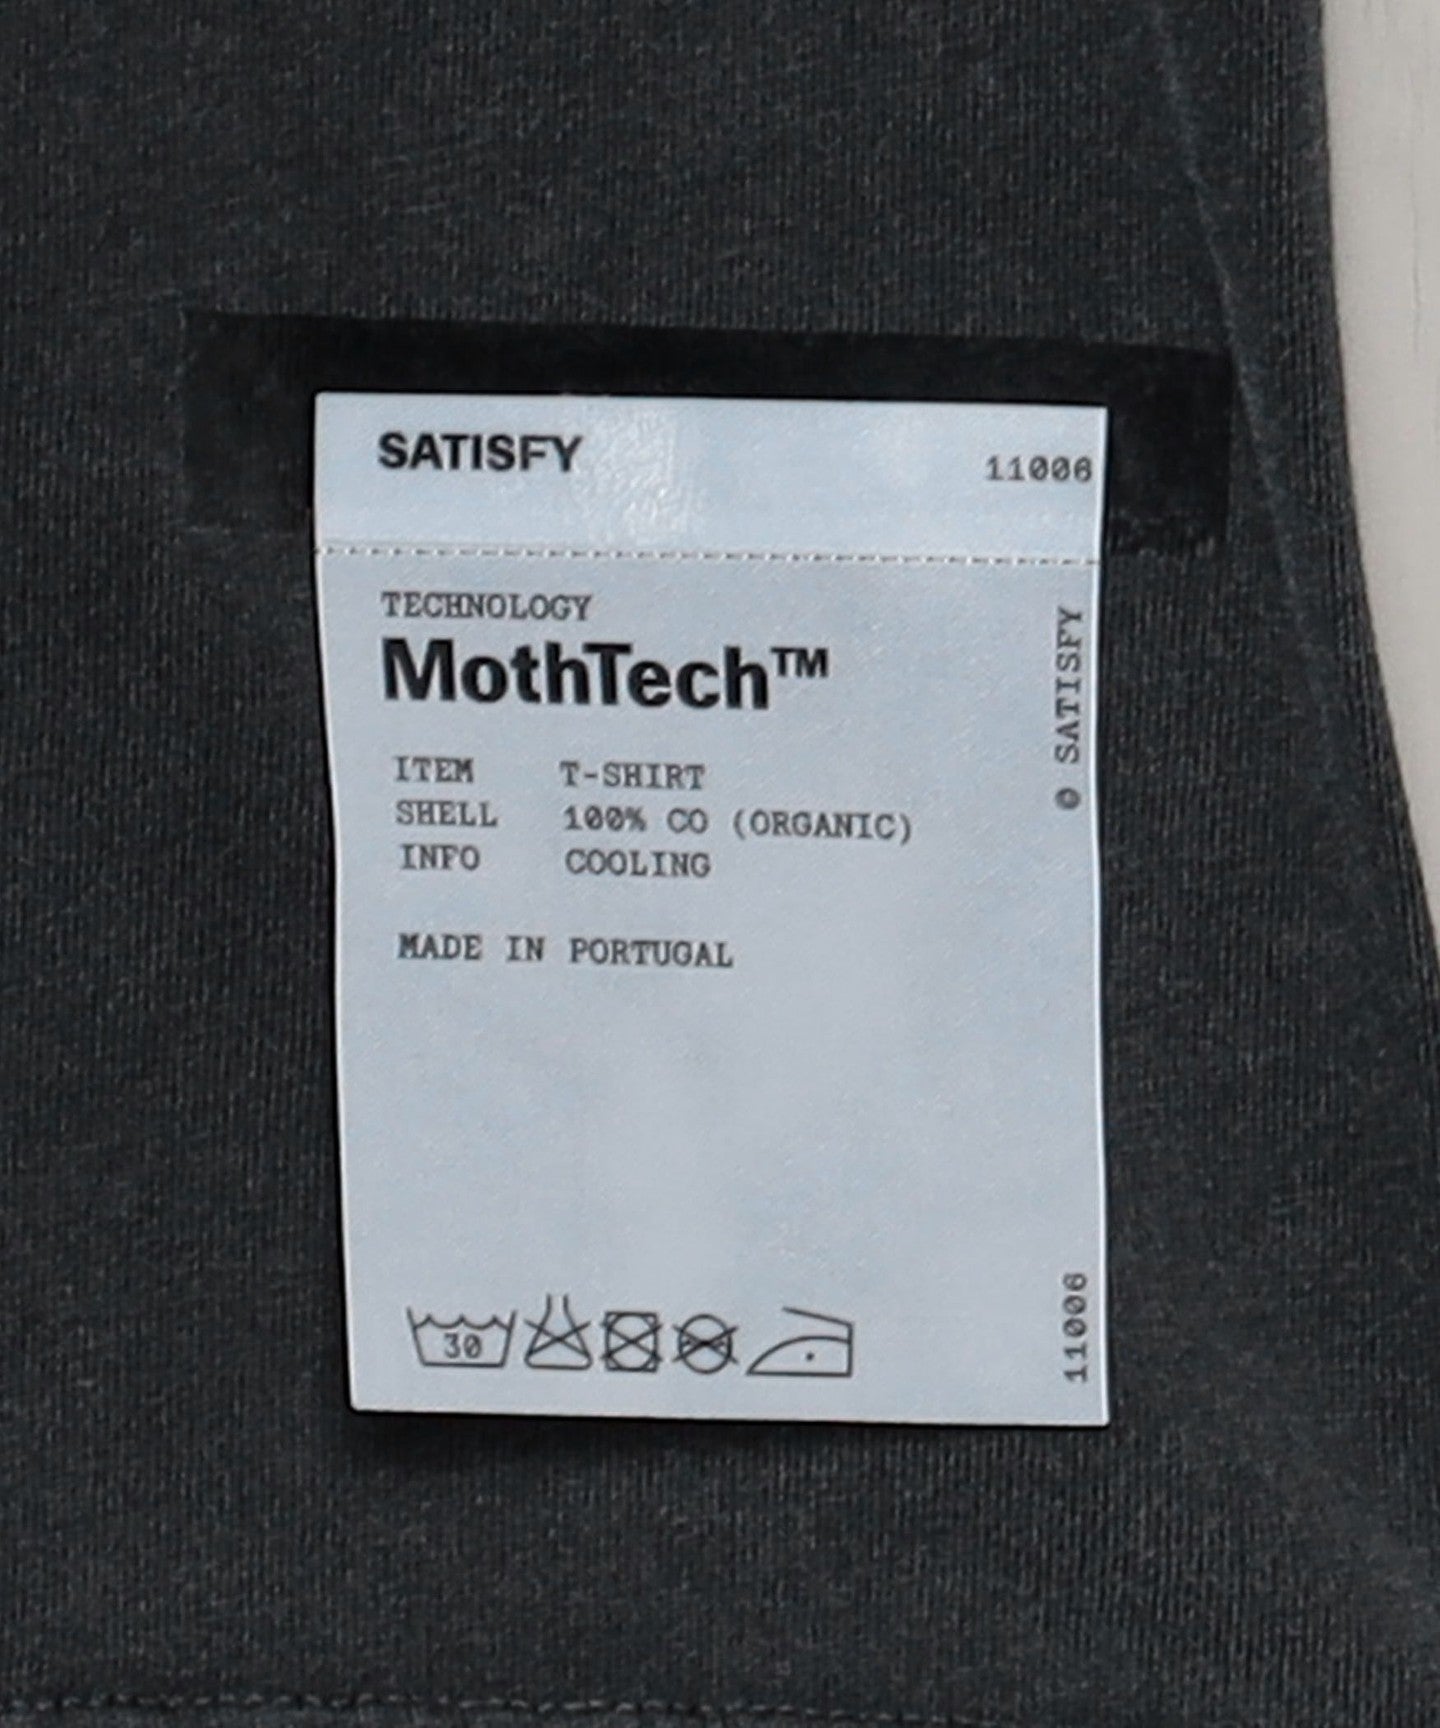 SATISFY
11006
TECHNOLOGY
MothTech™
ITEM T-SHIRT
SHELL 100% CO (ORGANIC)
INFO COOLING
MADE IN PORTUGAL
© SATISFY
11006
30